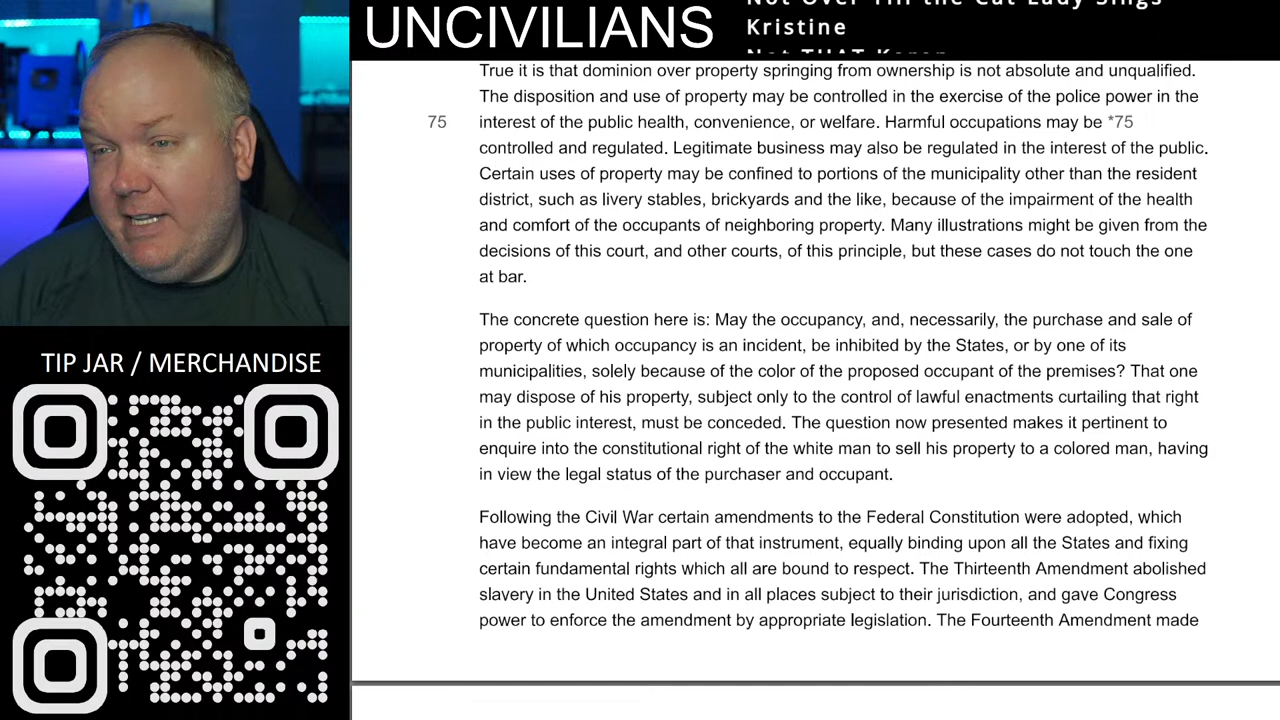 UNCIVILIANS
Not Over Till the Cat Lady Sings
Kristine
Not THAT Karen
True it is that dominion over property springing from ownership is not absolute and unqualified.
The disposition and use of property may be controlled in the exercise of the police power in the
75 interest of the public health, convenience, or welfare. Harmful occupations may be *75
controlled and regulated. Legitimate business may also be regulated in the interest of the public.
Certain uses of property may be confined to portions of the municipality other than the resident
district, such as livery stables, brickyards and the like, because of the impairment of the health
and comfort of the occupants of neighboring property. Many illustrations might be given from the
decisions of this court, and other courts, of this principle, but these cases do not touch the one
at bar.
The concrete question here is: May the occupancy, and, necessarily, the purchase and sale of
property of which occupancy is an incident, be inhibited by the States, or by one of its
municipalities, solely because of the color of the proposed occupant of the premises? That one
may dispose of his property, subject only to the control of lawful enactments curtailing that right
in the public interest, must be conceded. The question now presented makes it pertinent to
enquire into the constitutional right of the white man to sell his property to a colored man, having
in view the legal status of the purchaser and occupant.
Following the Civil War certain amendments to the Federal Constitution were adopted, which
have become an integral part of that instrument, equally binding upon all the States and fixing
certain fundamental rights which all are bound to respect. The Thirteenth Amendment abolished
slavery in the United States and in all places subject to their jurisdiction, and gave Congress
power to enforce the amendment by appropriate legislation. The Fourteenth Amendment made
TIP JAR / MERCHANDISE